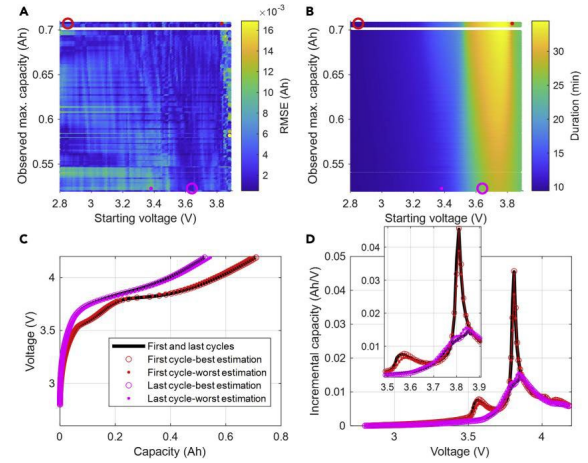 A
B
×10⁻³
0.7
0.65
0.6
0.55
Observed max. capacity (Ah)
2.8 3 3.2 3.4 3.6 3.8
Starting voltage (V)
16
14
12
10
8
6
4
2
RMSE (Ah)
0.7
0.65
0.6
0.55
Observed max. capacity (Ah)
2.8 3 3.2 3.4 3.6 3.8
Starting voltage (V)
30
25
20
15
10
Duration (min)
C
D
4
3.5
3
Voltage (V)
0 0.2 0.4 0.6 0.8
Capacity (Ah)
First and last cycles
First cycle-best estimation
First cycle-worst estimation
Last cycle-best estimation
Last cycle-worst estimation
0.05
0.04
0.03
0.02
0.01
0
Incremental capacity (Ah/V)
3 3.5 4
Voltage (V)
0.04
0.03
0.02
0.01
3.5 3.6 3.7 3.8 3.9